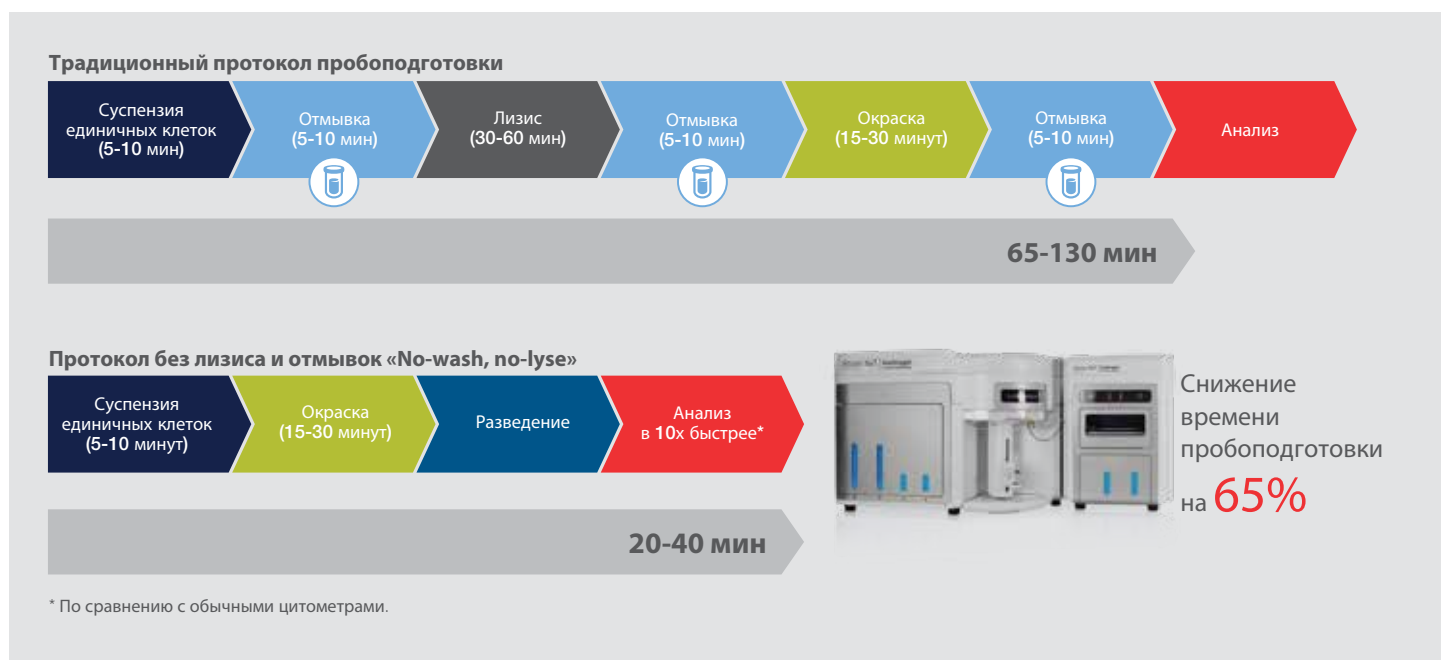 Традиционный протокол пробоподготовки
Суспензия
единичных клеток
(5-10 мин)
Отмывка
(5-10 мин)
Лизис
(30-60 мин)
Отмывка
(5-10 мин)
Окраска
(15-30 минут)
Отмывка
(5-10 мин)
Анализ
65-130 мин
Протокол без лизиса и отмывок «No-wash, no-lyse»
Суспензия
единичных клеток
(5-10 минут)
Окраска
(15-30 минут)
Разведение
Анализ
в 10х быстрее*
Снижение
времени
пробоподготовки
на 65%
20-40 мин
* По сравнению с обычными цитометрами.